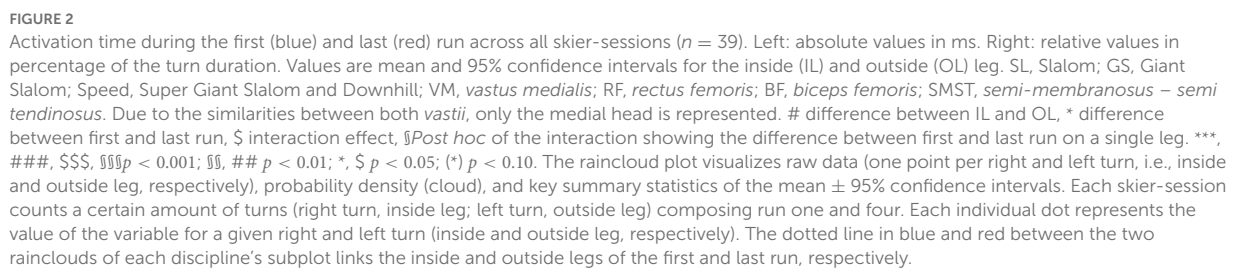 FIGURE 2
Activation time during the first (blue) and last (red) run across all skier-sessions (n = 39). Left: absolute values in ms. Right: relative values in
percentage of the turn duration. Values are mean and 95% confidence intervals for the inside (IL) and outside (OL) leg. SL, Slalom; GS, Giant
Slalom; Speed, Super Giant Slalom and Downhill; VM, vastus medialis; RF, rectus femoris; BF, biceps femoris; SMST, semi-membranosus – semi
tendinosus. Due to the similarities between both vastii, only the medial head is represented. # difference between IL and OL, * difference
between first and last run, $ interaction effect, §Post hoc of the interaction showing the difference between first and last run on a single leg. ***,
###, $$$, §§§p < 0.001; §§, ## p < 0.01; *, $ p < 0.05; (*) p < 0.10. The raincloud plot visualizes raw data (one point per right and left turn, i.e., inside
and outside leg, respectively), probability density (cloud), and key summary statistics of the mean ± 95% confidence intervals. Each skier-session
counts a certain amount of turns (right turn, inside leg; left turn, outside leg) composing run one and four. Each individual dot represents the
value of the variable for a given right and left turn (inside and outside leg, respectively). The dotted line in blue and red between the two
rainclouds of each discipline's subplot links the inside and outside legs of the first and last run, respectively.